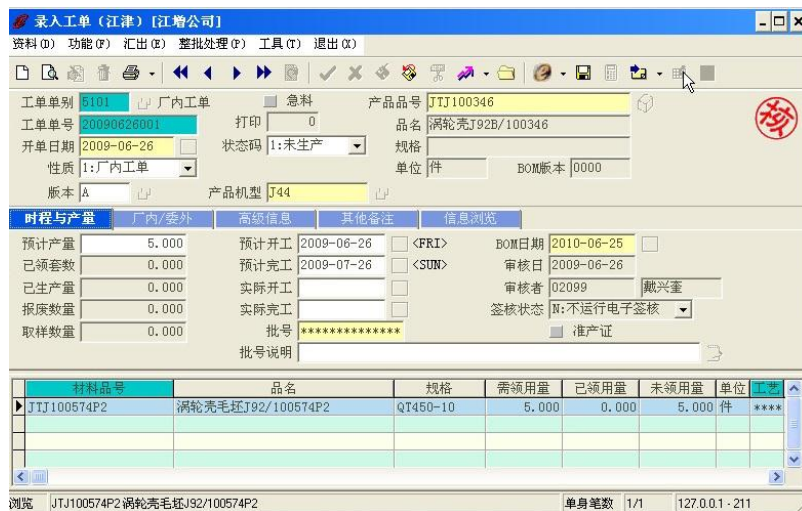 录入工单（江津）[江增公司]
资料(D) 功能(F) 汇出(E) 整批处理(P) 工具(T) 退出(X)
工单单别 5101 厂内工单 急料 产品品号 JTJ100346
工单单号 20090626001 打印 0 品名 涡轮壳J92B/100346
开单日期 2009-06-26 状态码 1:未生产 规格
性质 1:厂内工单 单位 件 BOM版本 0000
版本 A 产品机型 J44
核
时程与产量 厂内/委外 高级信息 其他备注 信息浏览
预计产量 5.000 预计开工 2009-06-26 <FRI> BOM日期 2010-06-25
已领套数 0.000 预计完工 2009-07-26 <SUN> 审核日 2009-06-26
已生产量 0.000 实际开工 审核者 02099 戴兴奎
报废数量 0.000 实际完工 签核状态 N:不运行电子签核
取样数量 0.000 批号 ************** 准产证
批号说明
材料品号 品名 规格 需领用量 已领用量 未领用量 单位 工艺
JTJ100574P2 涡轮壳毛坯J92/100574P2 QT450-10 5.000 0.000 5.000 件 ****
浏览 JTJ100574P2涡轮壳毛坯J92/100574P2 单身笔数 1/1 127.0.0.1 - 211